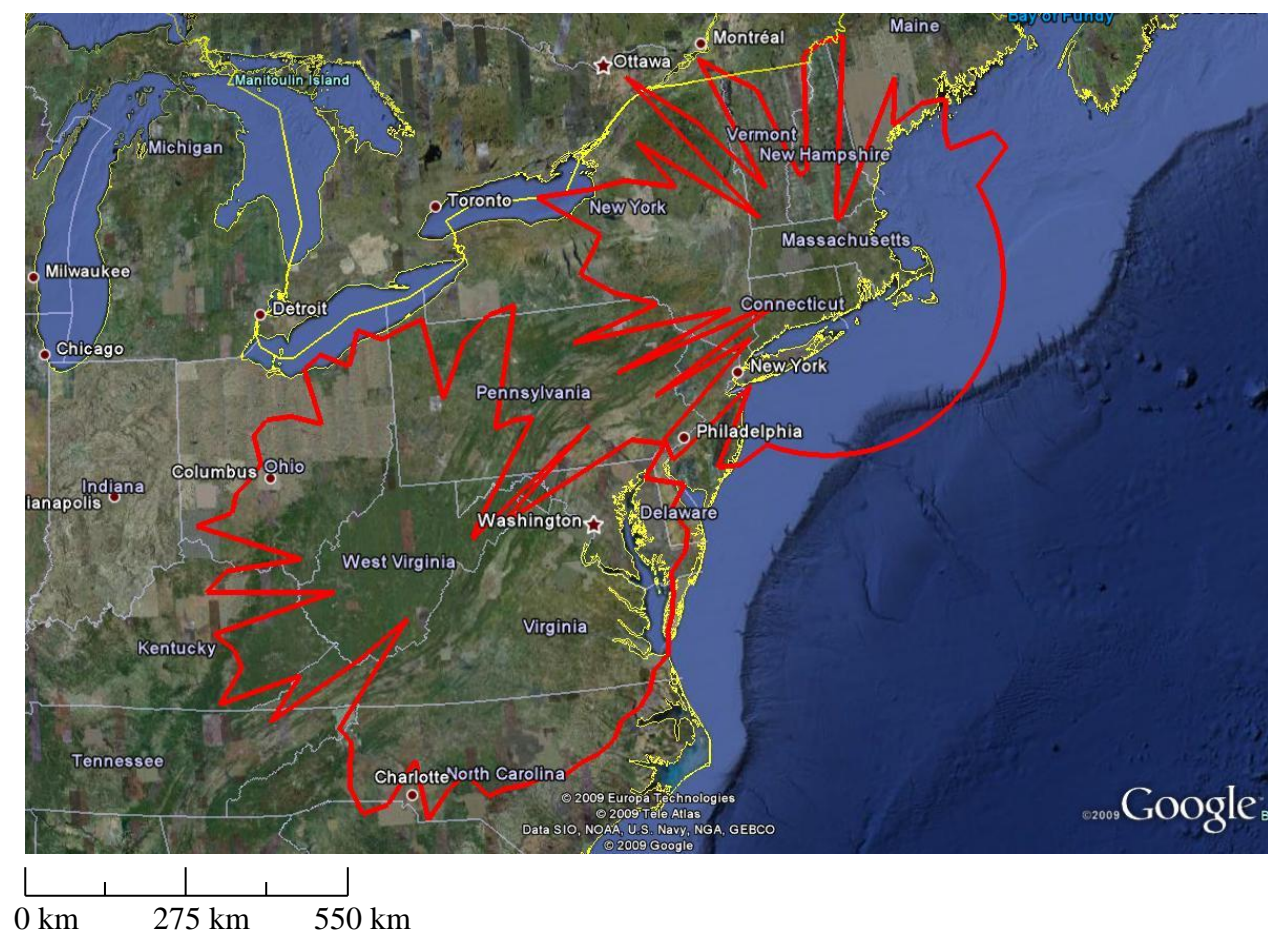 Bay of Fundy
Maine
Montréal
Ottawa
Manitoulin Island
Vermont
Michigan
New Hampshire
Toronto
New York
Massachusetts
Milwaukee
Connecticut
Detroit
Chicago
New York
Pennsylvania
Philadelphia
Columbus
Ohio
Indiana
ianapolis
Delaware
Washington
West Virginia
Virginia
Kentucky
Tennessee
Charlotte
North Carolina
© 2009 Europa Technologies
© 2009 Tele Atlas
Data SIO, NOAA, U.S. Navy, NGA, GEBCO
© 2009 Google
©2009 Google
0 km 275 km 550 km